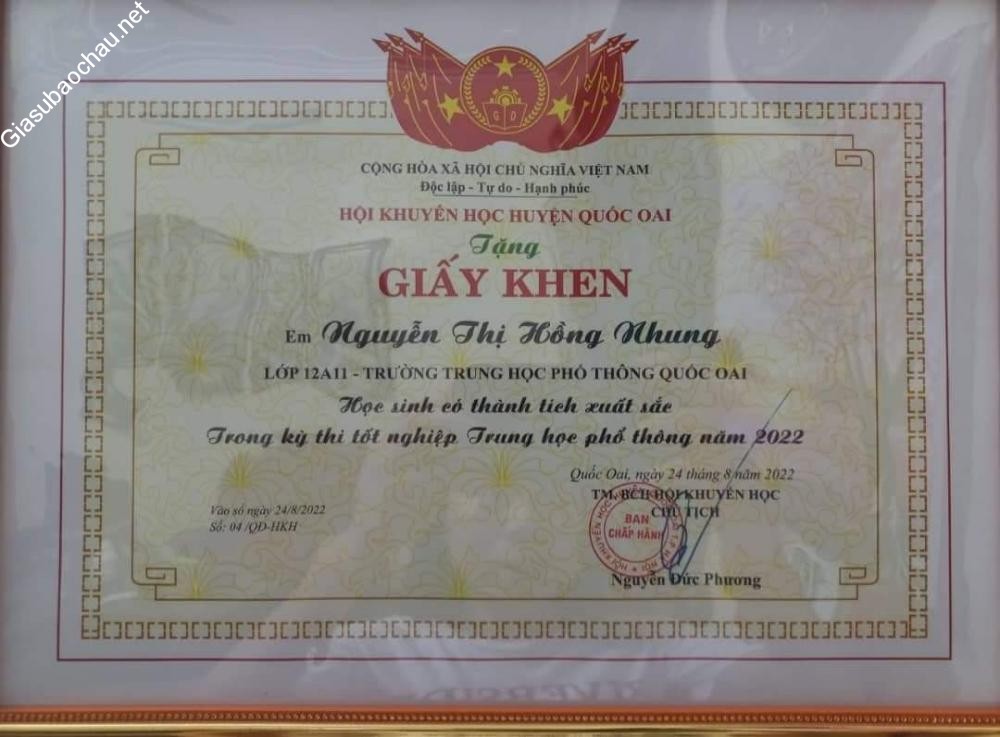 Giasubaochau.net
GD
CỘNG HÒA XÃ HỘI CHỦ NGHĨA VIỆT NAM
Độc lập - Tự do - Hạnh phúc
HỘI KHUYẾN HỌC HUYỆN QUỐC OAI
Tặng
GIẤY KHEN
Em Nguyễn Thị Hồng Nhung
LỚP 12A11 - TRƯỜNG TRUNG HỌC PHỔ THÔNG QUỐC OAI
Học sinh có thành tích xuất sắc
Trong kỳ thi tốt nghiệp Trung học phổ thông năm 2022
Quốc Oai, ngày 24 tháng 8 năm 2022
TM. BCH HỘI KHUYẾN HỌC
CHỦ TỊCH
Vào sổ ngày 24/8/2022
Số: 04 /QĐ-HKH
BAN
CHẤP HÀNH
Nguyễn Đức Phương